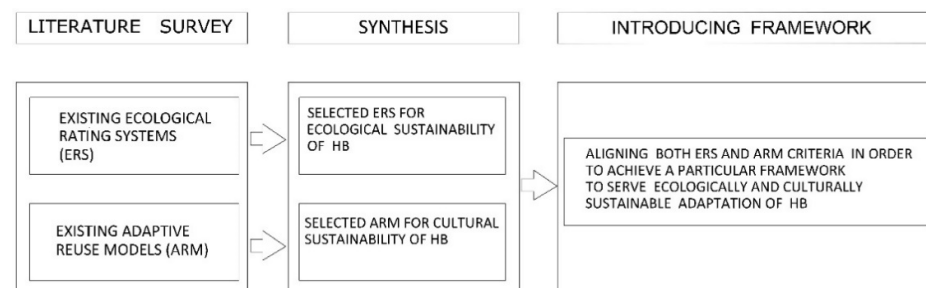 LITERATURE SURVEY
SYNTHESIS
INTRODUCING FRAMEWORK
EXISTING ECOLOGICAL
RATING SYSTEMS
(ERS)
SELECTED ERS FOR
ECOLOGICAL SUSTAINABILITY
OF HB
ALIGNING BOTH ERS AND ARM CRITERIA IN ORDER
TO ACHIEVE A PARTICULAR FRAMEWORK
TO SERVE ECOLOGICALLY AND CULTURALLY
SUSTAINABLE ADAPTATION OF HB
EXISTING ADAPTIVE
REUSE MODELS (ARM)
SELECTED ARM FOR CULTURAL
SUSTAINABILITY OF HB